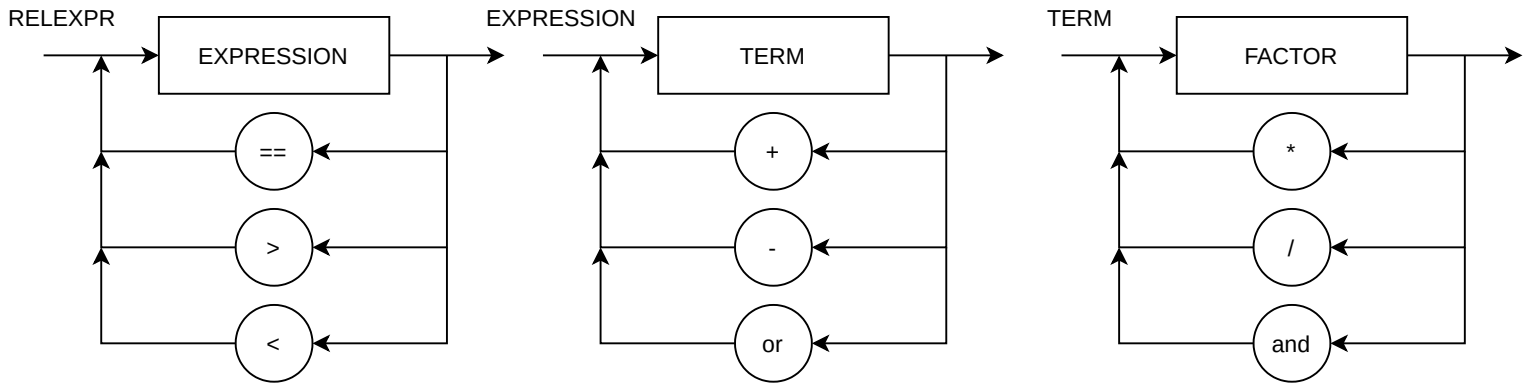 RELEXPR
EXPRESSION
==
>
<
EXPRESSION
TERM
+
-
or
TERM
FACTOR
*
/
and